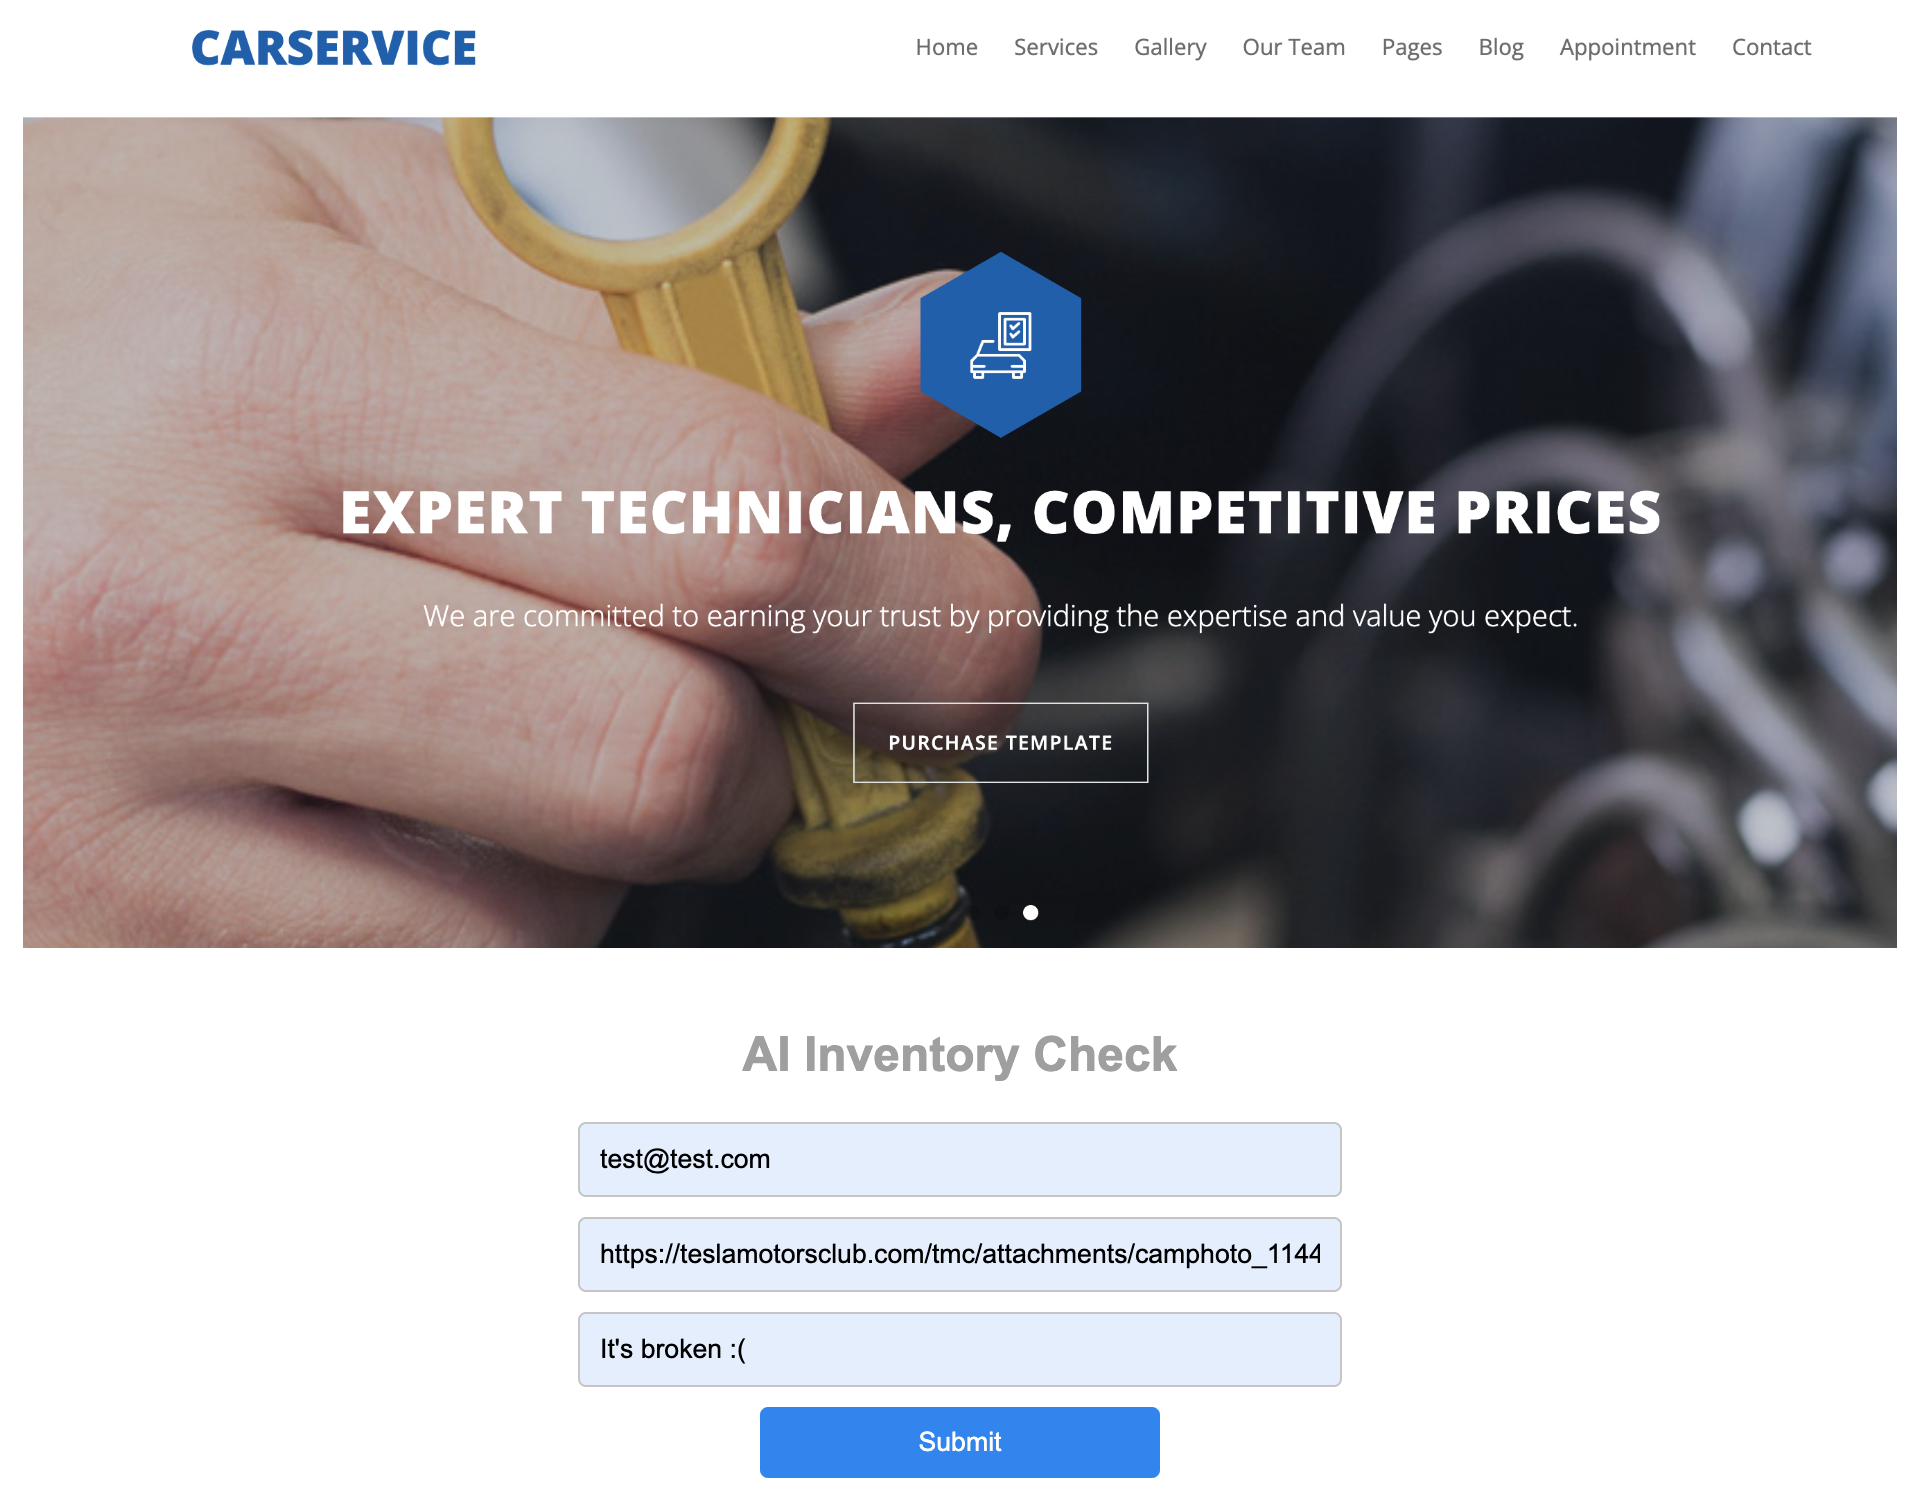 CARSERVICE
Home Services Gallery Our Team Pages Blog Appointment Contact
EXPERT TECHNICIANS, COMPETITIVE PRICES
We are committed to earning your trust by providing the expertise and value you expect.
PURCHASE TEMPLATE
AI Inventory Check
test@test.com
https://teslamotorsclub.com/tmc/attachments/camphoto_1144
It's broken :(
Submit